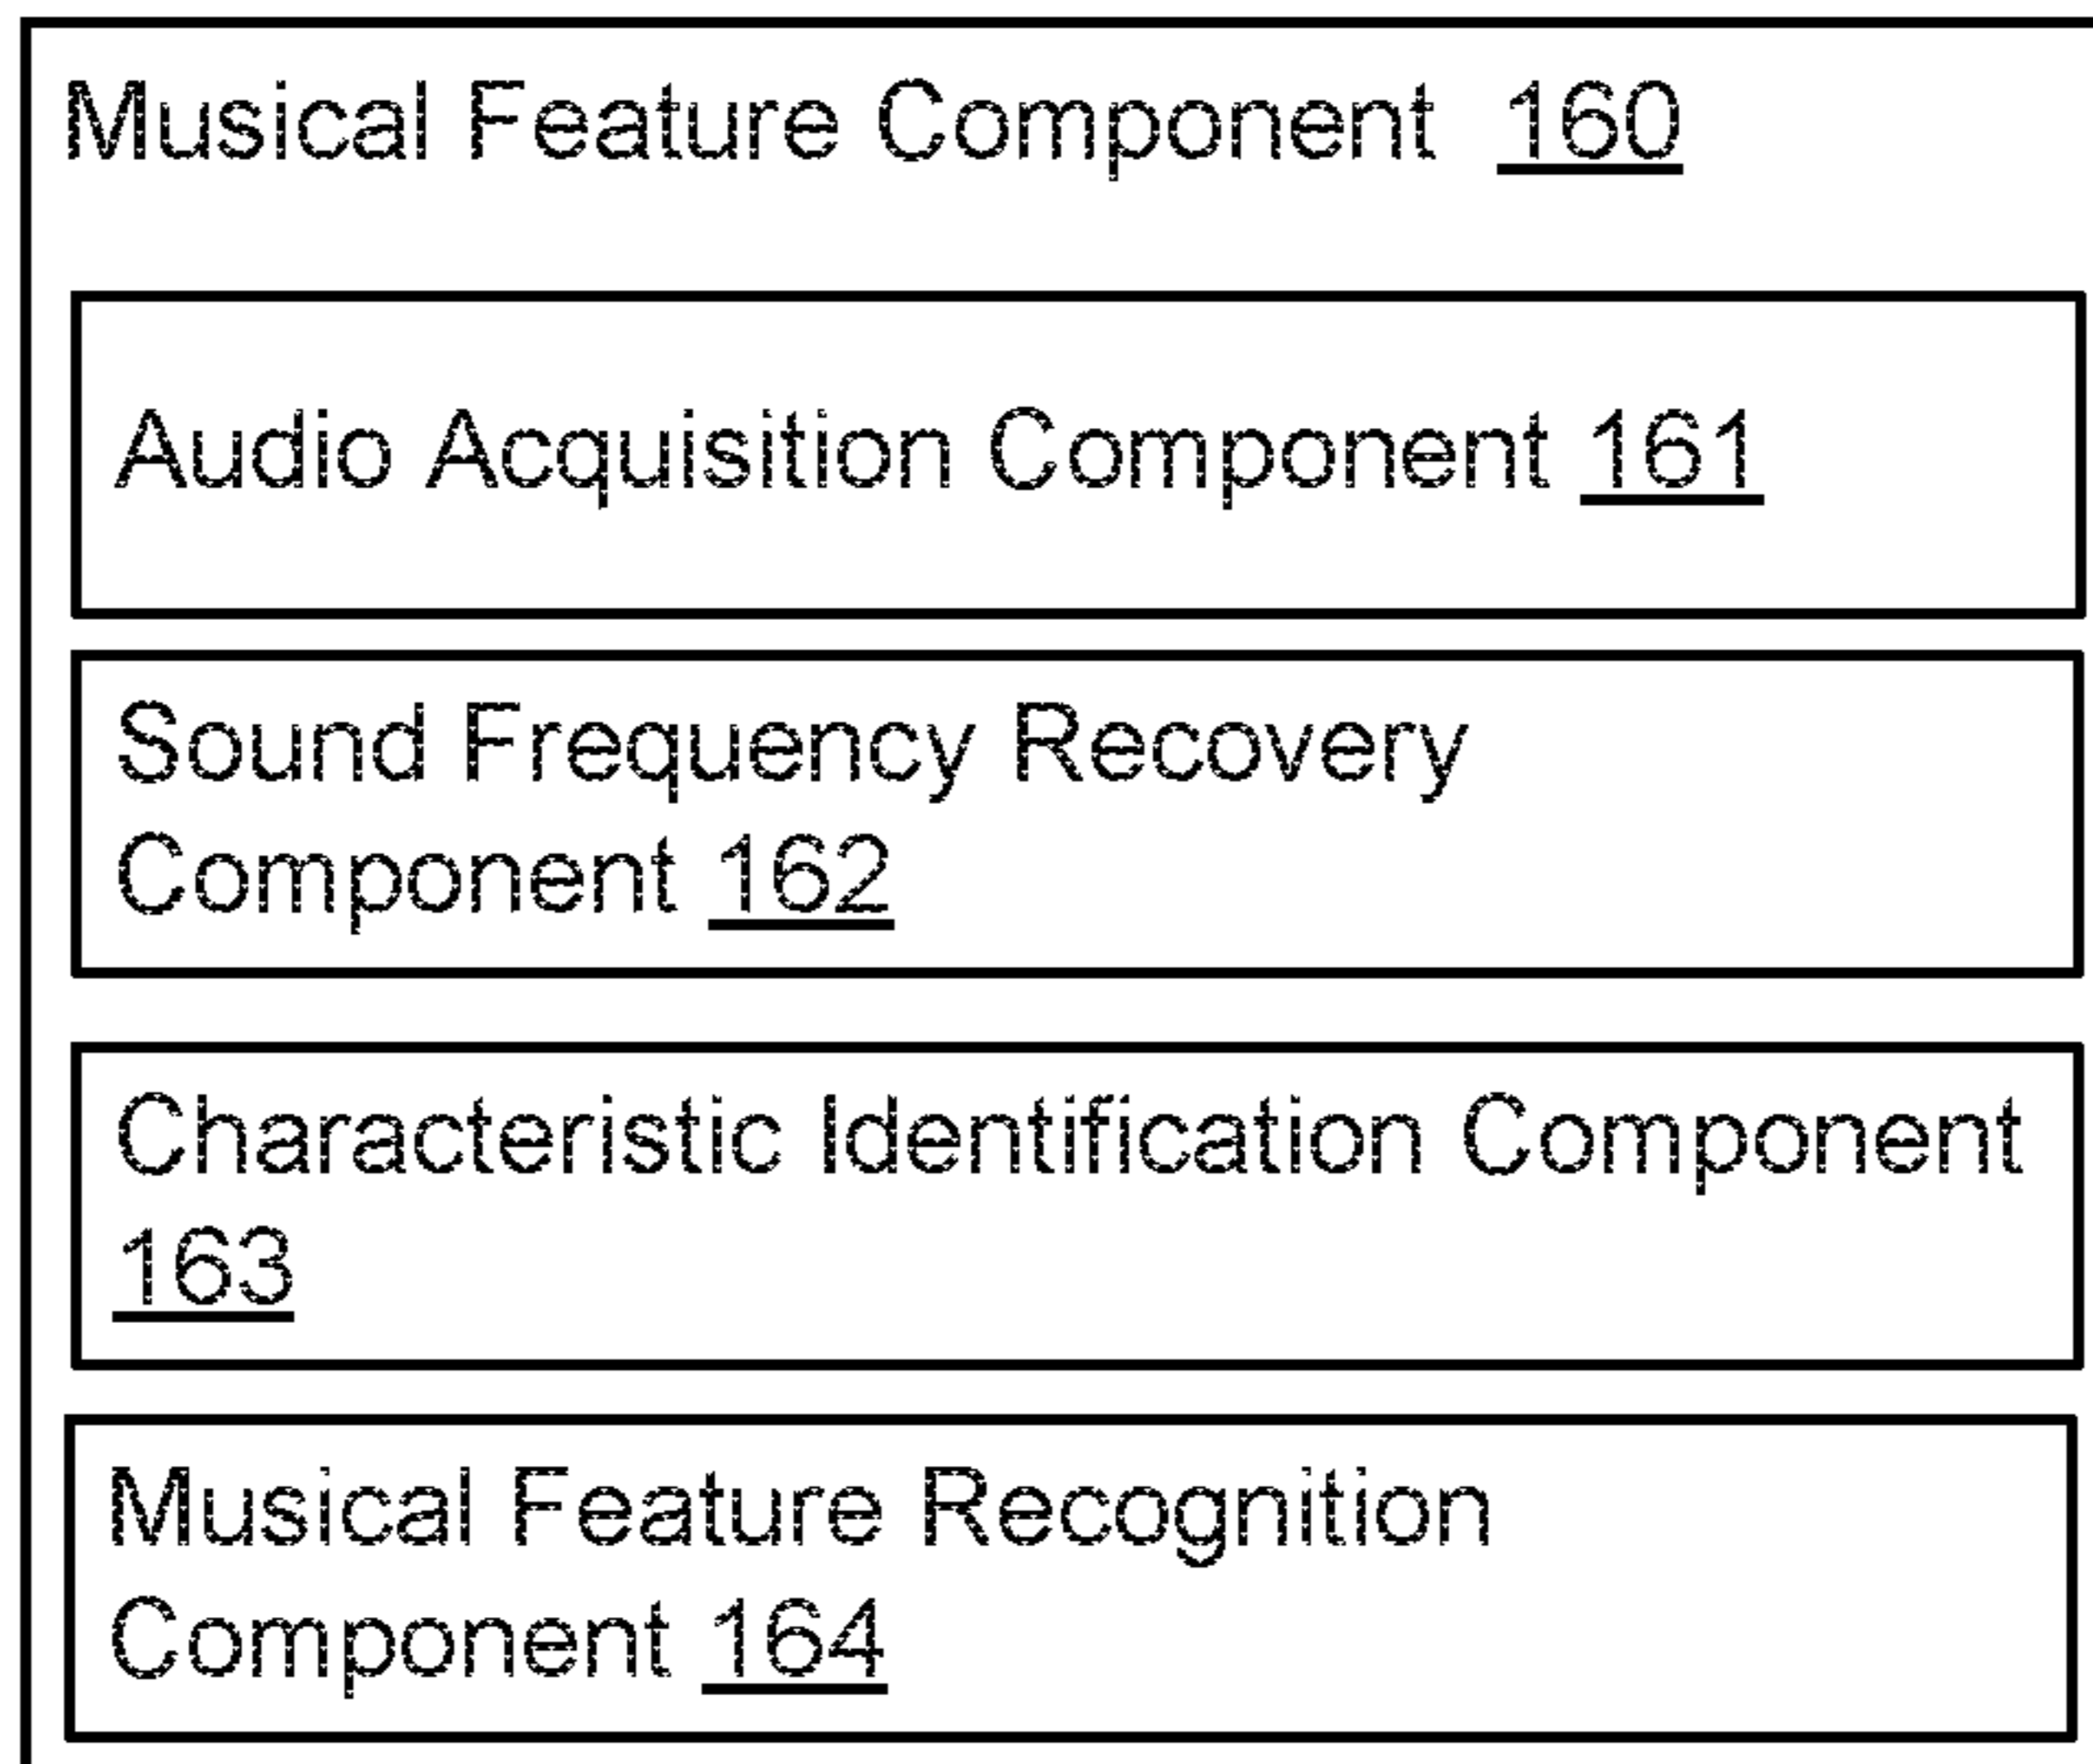 Musical Feature Component 160
Audio Acquisition Component 161
Sound Frequency Recovery
Component 162
Characteristic Identification Component
163
Musical Feature Recognition
Component 164